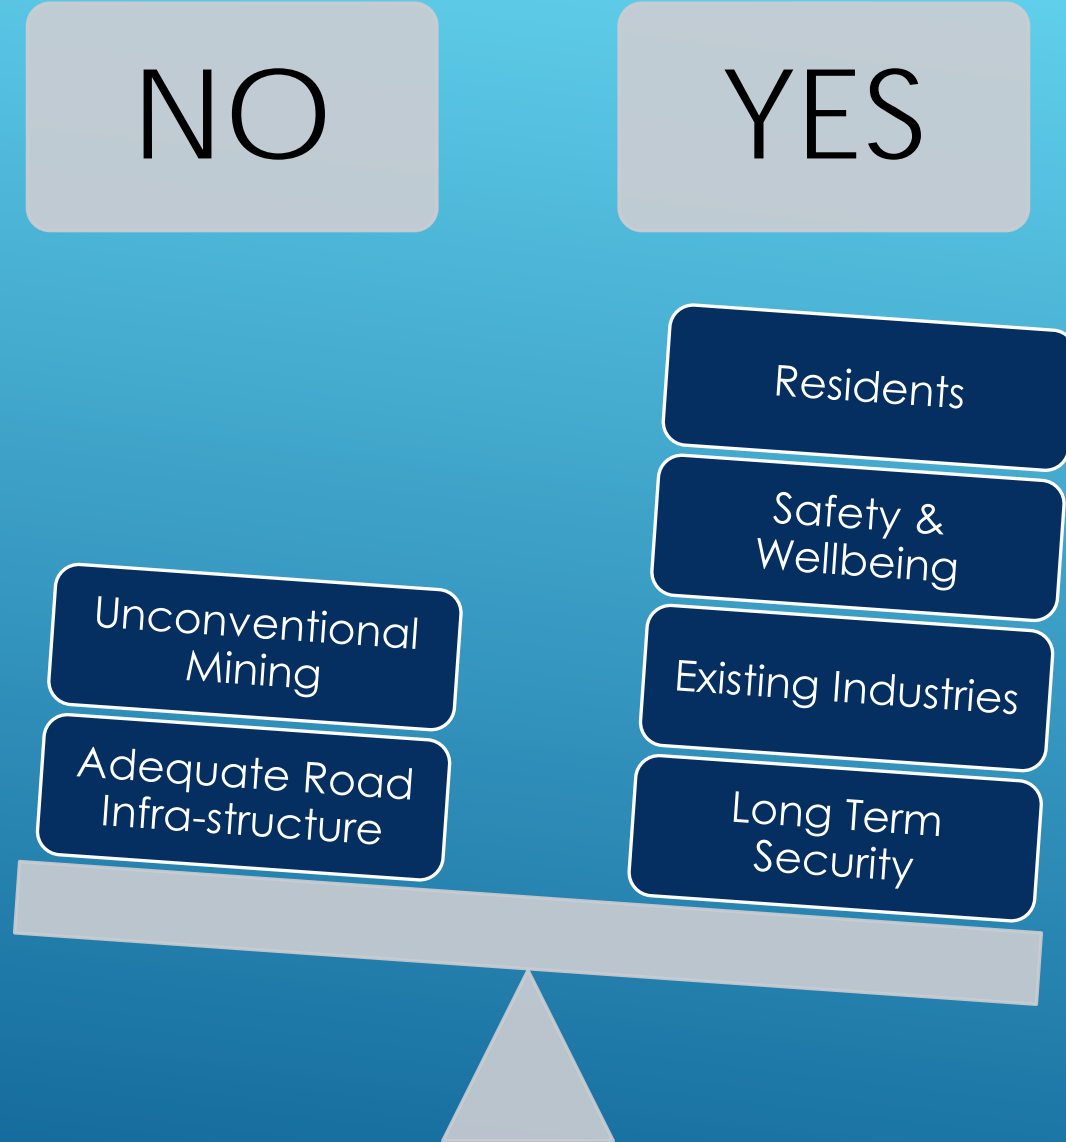 NO
YES
Residents
Safety &
Wellbeing
Existing Industries
Long Term
Security
Unconventional
Mining
Adequate Road
Infra-structure